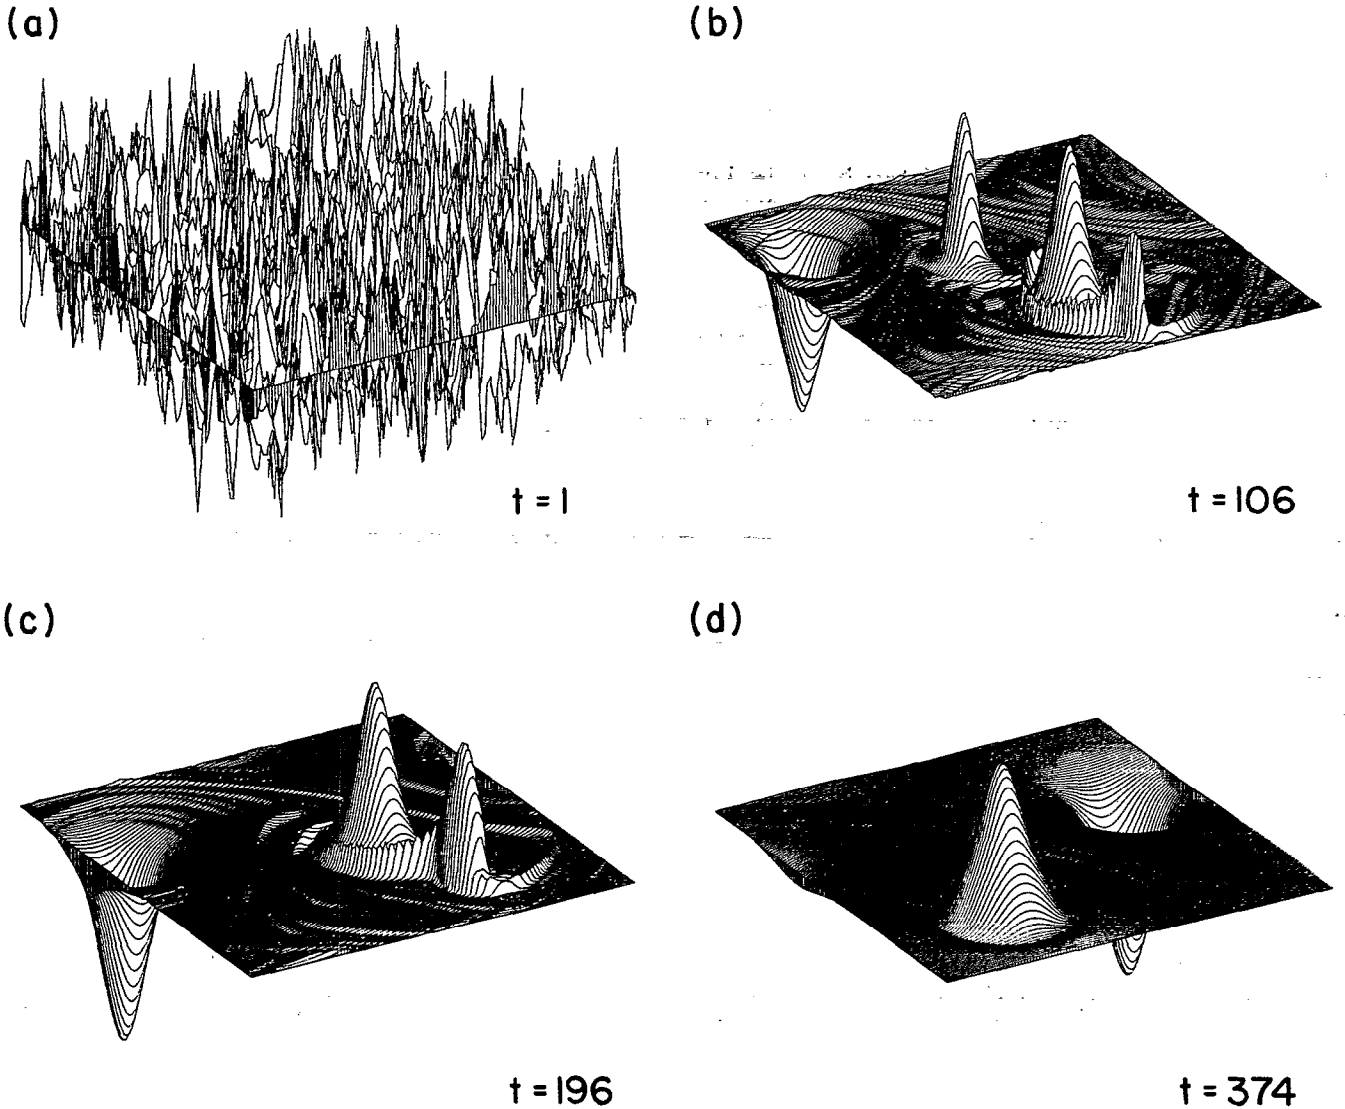 (a)
t = 1
(b)
t = 106
(c)
t = 196
(d)
t = 374